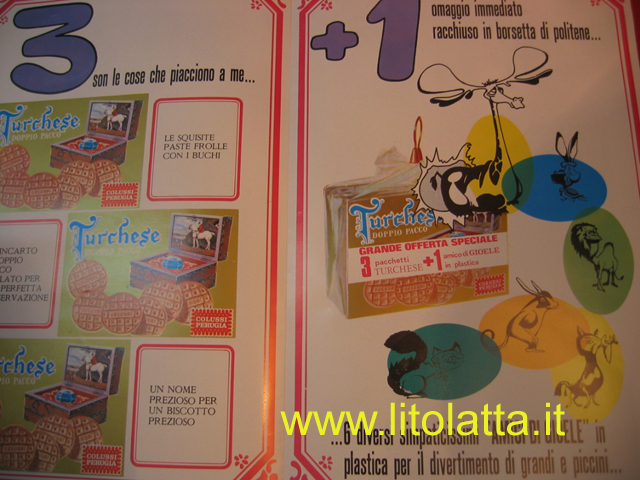 3
son le cose che piacciono a me...
Turchese
DOPPIO PACCO
COLUSSI
PERUGIA
LE SQUISITE
PASTE FROLLE
CON I BUCHI
INCARTO
OPPIO
CO
LATO PER
PERFETTA
SERVAZIONE
Turchese
COLUSSI
PERUGIA
Turchese
DOPPIO PACCO
COLUSSI
PERUGIA
UN NOME
PREZIOSO PER
UN BISCOTTO
PREZIOSO
+1
omaggio immediato
racchiuso in borsetta di politene...
Turchese
DOPPIO PACCO
GRANDE OFFERTA SPECIALE
3 pacchetti TURCHESE +1 amico di GIOELE in plastica
www.litolatta.it
...6 diversi simpaticissimi "AMICI DI GIOELE" in
plastica per il divertimento di grandi e piccini...